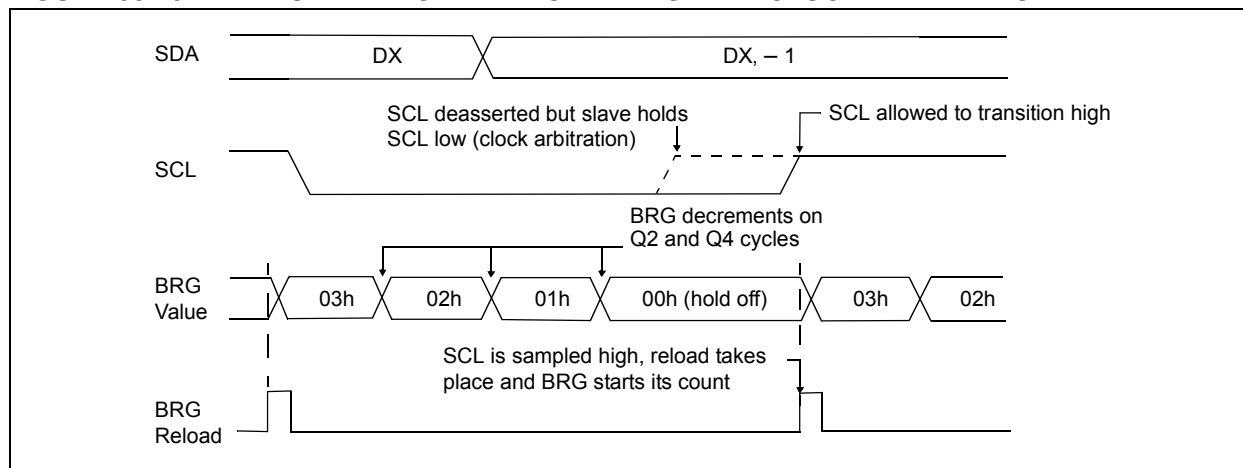 SDA
DX
DX, – 1
SCL deasserted but slave holds
SCL low (clock arbitration)
SCL allowed to transition high
SCL
BRG decrements on
Q2 and Q4 cycles
BRG
Value
03h
02h
01h
00h (hold off)
03h
02h
SCL is sampled high, reload takes
place and BRG starts its count
BRG
Reload